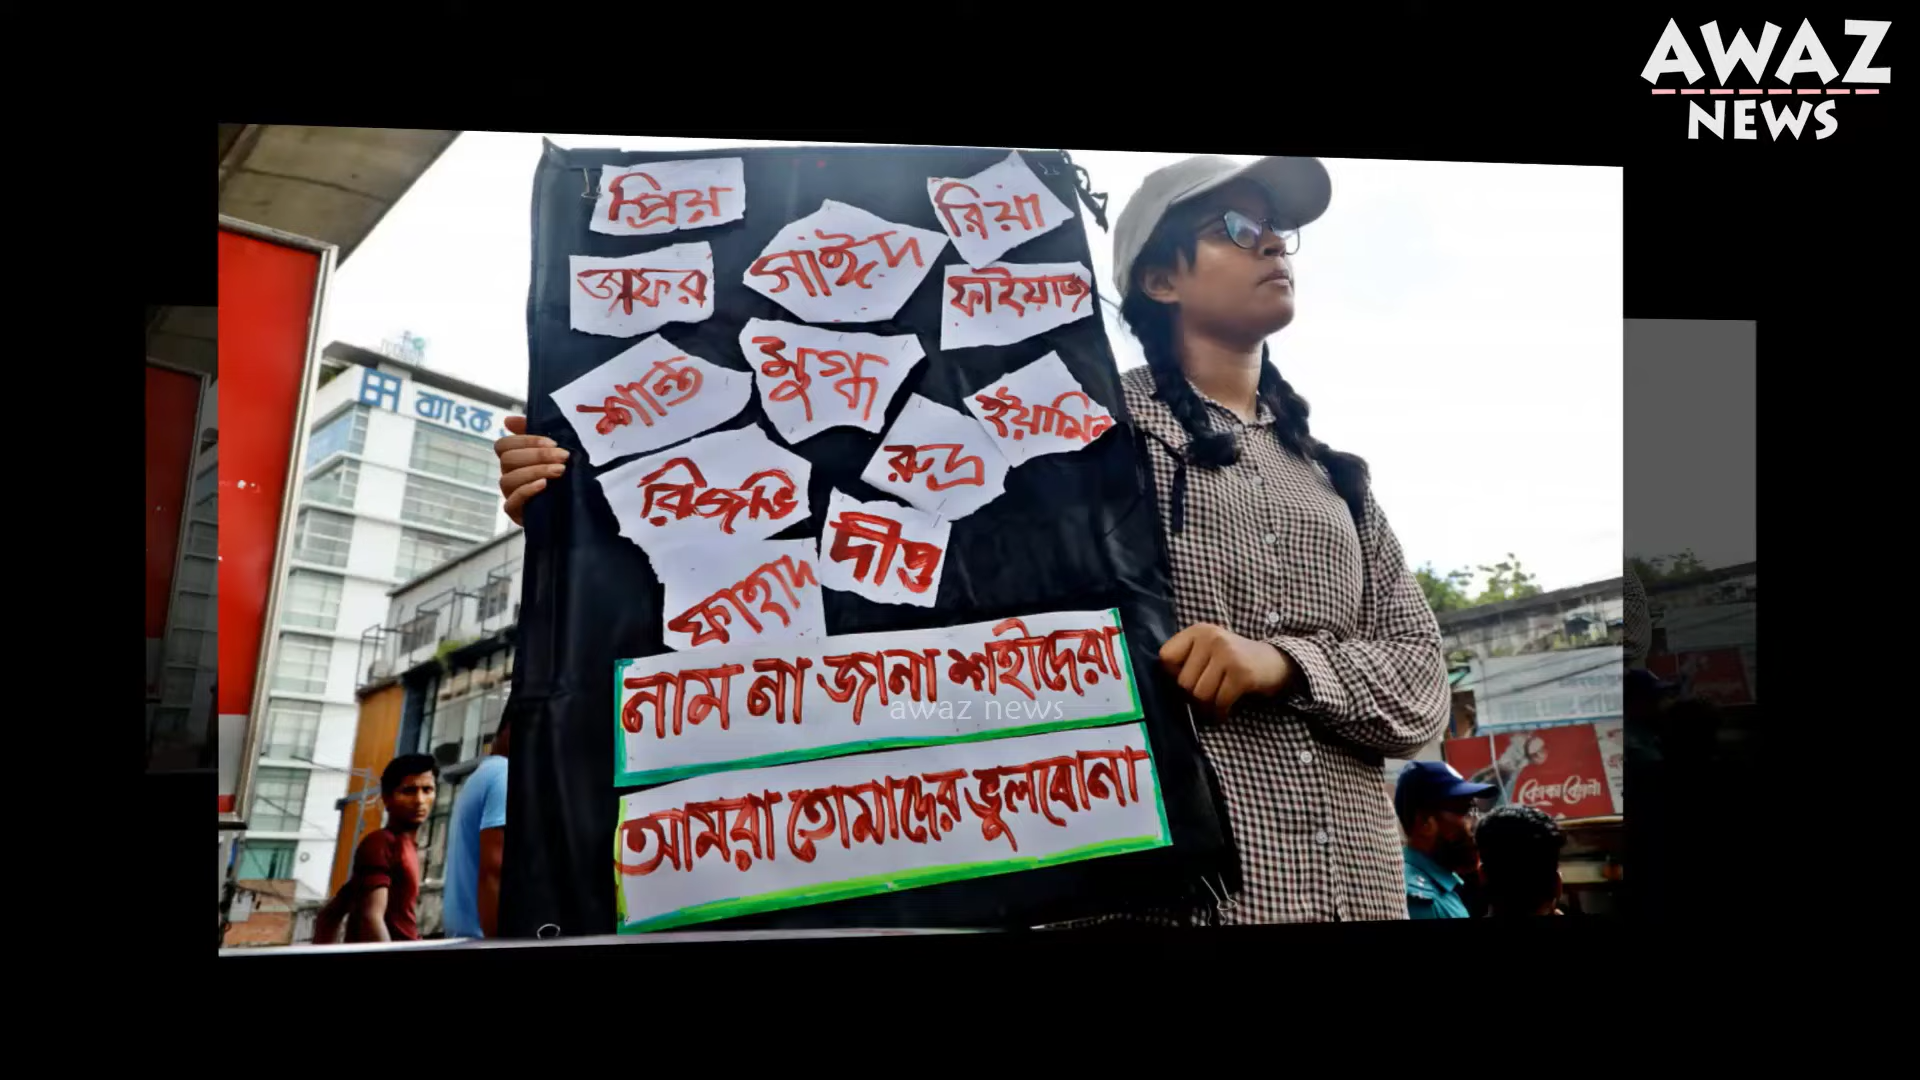 AWAZ
NEWS
প্রিয়
রিয়া
সাঈদ
জাফর
ফাইয়াজ
শান্ত
মুগ্ধ
ইয়ামিন
রুদ্র
রিজভি
দীপ্ত
ফাহাদ
নাম না জানা শহীদেরা
awaz news
আমরা তোমাদের ভুলবোনা
ব্যাংক
কোকা-কোলা